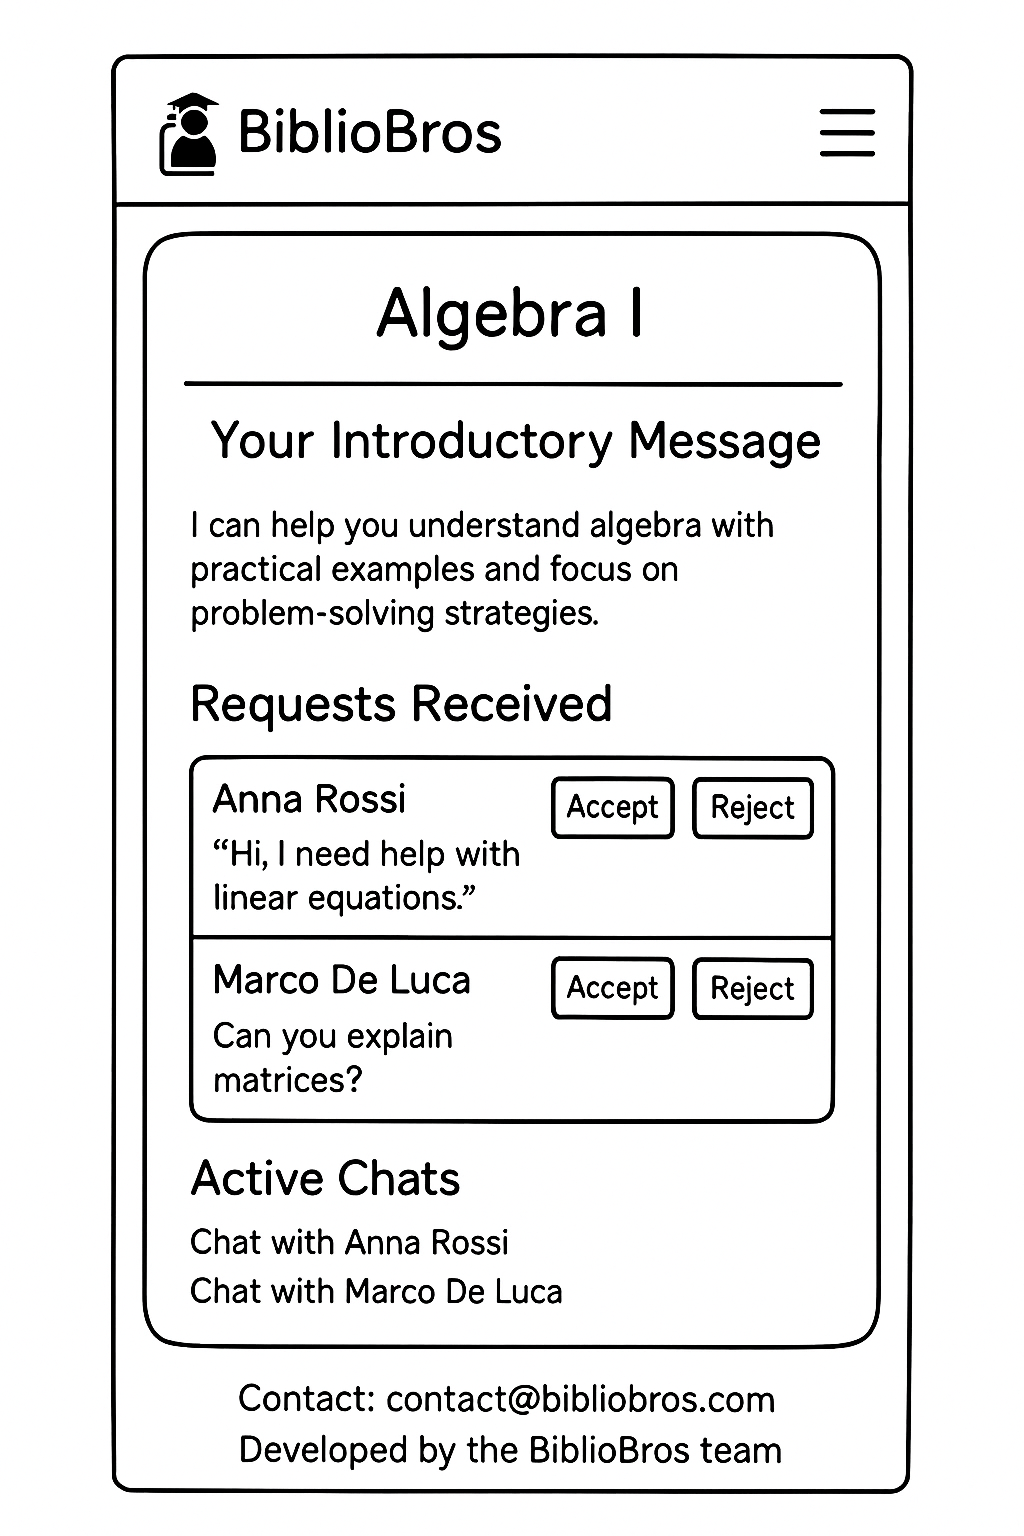 BiblioBros
Algebra I
Your Introductory Message
I can help you understand algebra with
practical examples and focus on
problem-solving strategies.
Requests Received
Anna Rossi
Accept
Reject
“Hi, I need help with
linear equations.”
Marco De Luca
Accept
Reject
Can you explain
matrices?
Active Chats
Chat with Anna Rossi
Chat with Marco De Luca
Contact: contact@bibliobros.com
Developed by the BiblioBros team